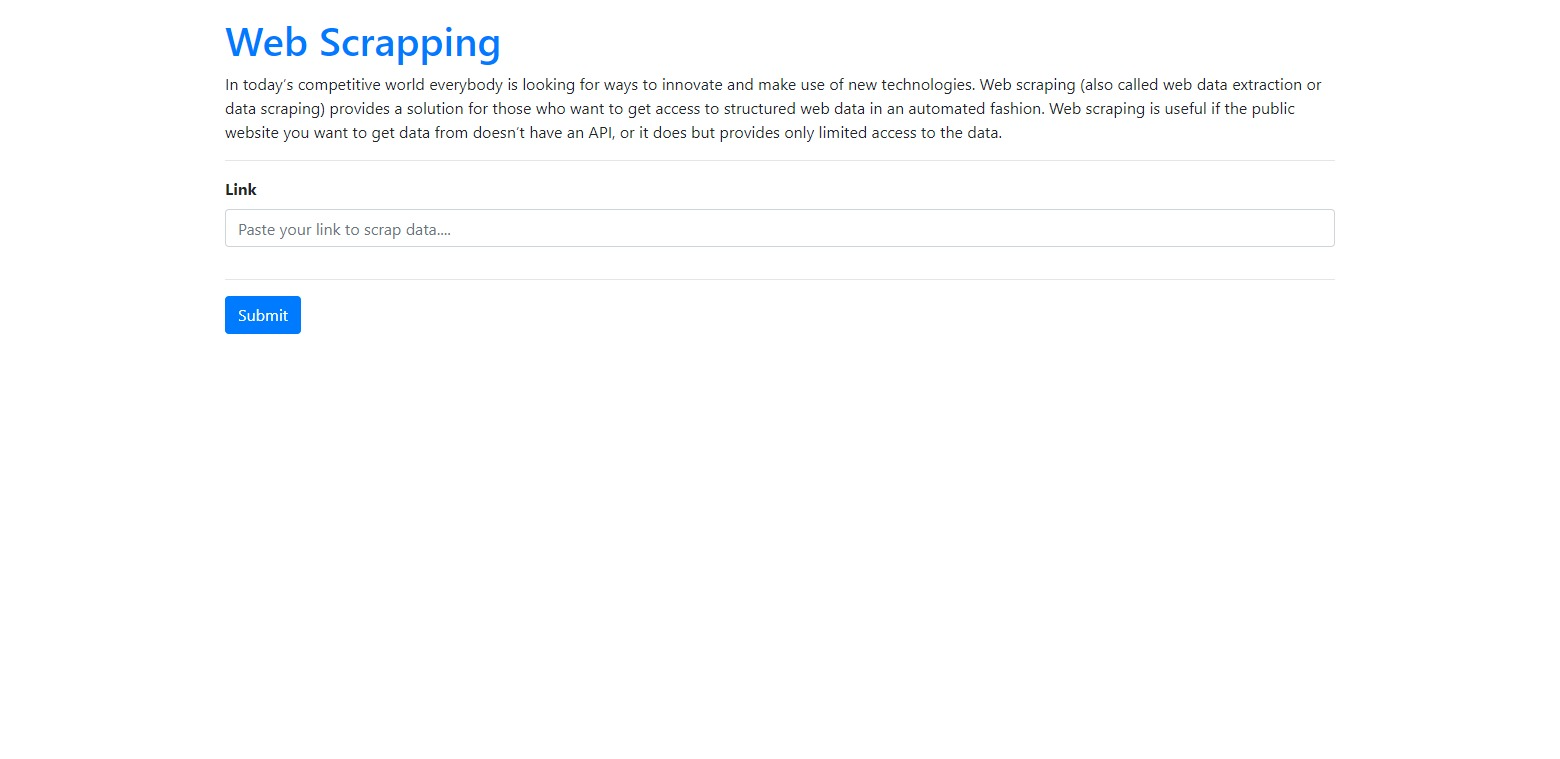 Web Scrapping
In today’s competitive world everybody is looking for ways to innovate and make use of new technologies. Web scraping (also called web data extraction or
data scraping) provides a solution for those who want to get access to structured web data in an automated fashion. Web scraping is useful if the public
website you want to get data from doesn’t have an API, or it does but provides only limited access to the data.
Link
Paste your link to scrap data....
Submit